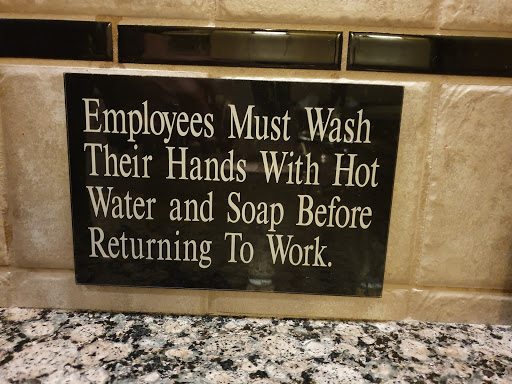 Employees Must Wash
Their Hands With Hot
Water and Soap Before
Returning To Work.